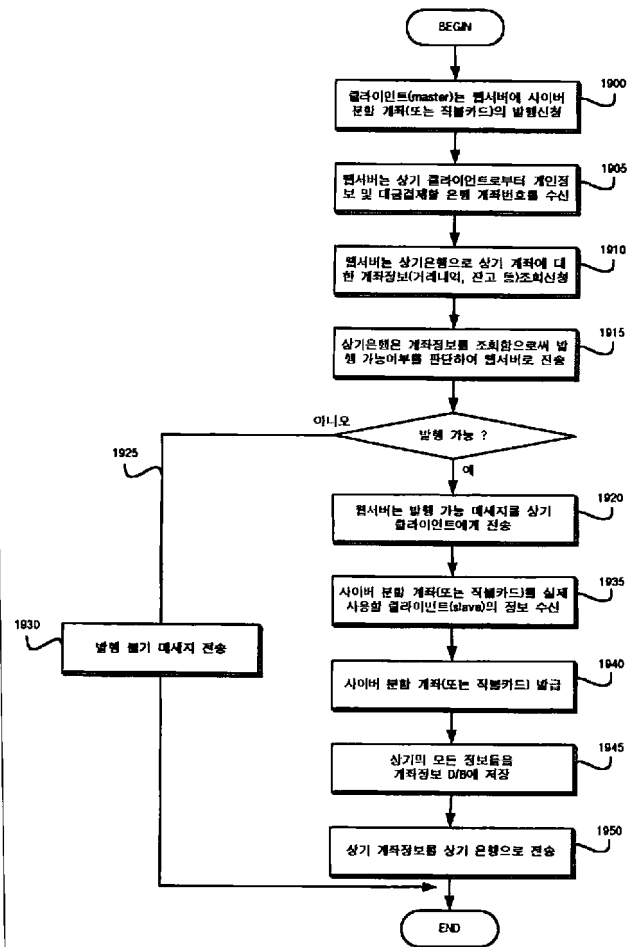 BEGIN
1900
클라이언트(master)는 웹서버에 사이버
분할 계좌(또는 직불카드)의 발행신청
1905
웹서버는 상기 클라이언트로부터 개인정
보 및 대금결제할 은행 계좌번호를 수신
1910
웹서버는 상기은행으로 상기 계좌에 대
한 계좌정보(거래내역, 잔고 등)조회신청
1915
상기은행은 계좌정보를 조회함으로써 발
행 가능여부를 판단하여 웹서버로 전송
아니오
발행 가능 ?
1925
예
1920
웹서버는 발행 가능 메세지를 상기
클라이언트에게 전송
1935
사이버 분할 계좌(또는 직불카드)를 실제
사용할 클라이언트(slave)의 정보 수신
1930
발행 불가 메세지 전송
1940
사이버 분할 계좌(또는 직불카드) 발급
1945
상기의 모든 정보들을
계좌정보 D/B에 저장
1950
상기 계좌정보를 상기 은행으로 전송
END